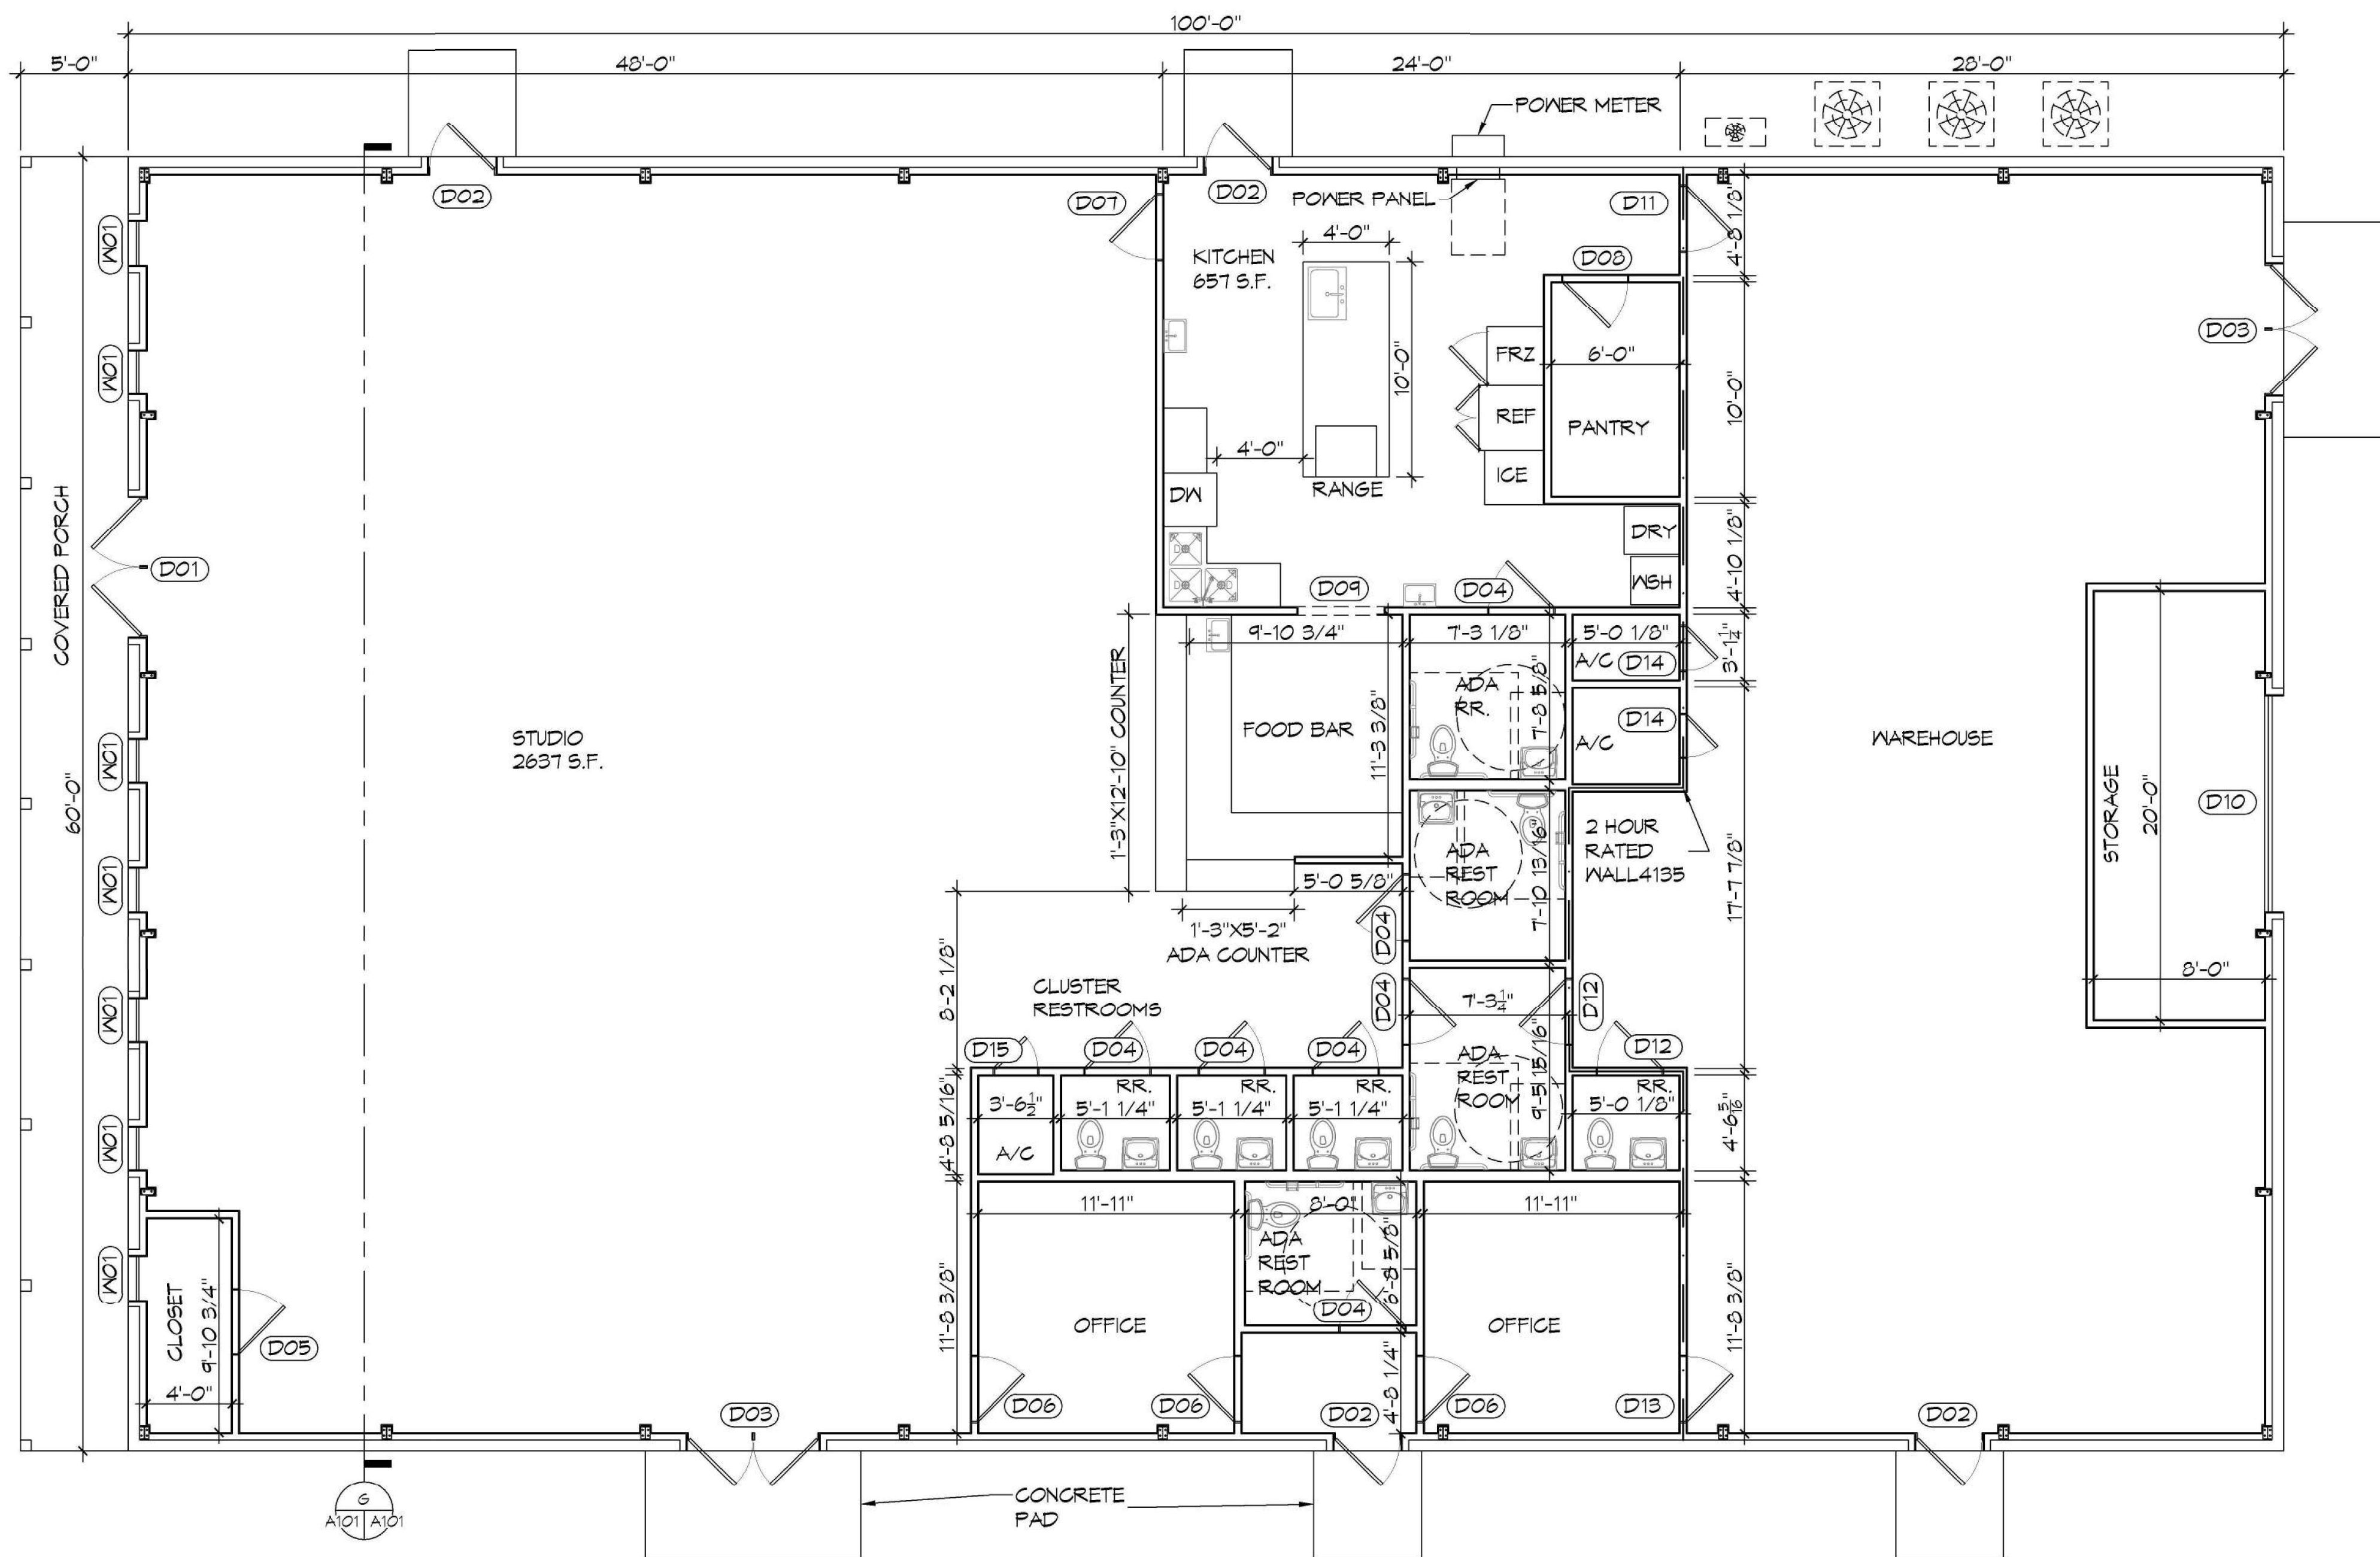 100'-0"
5'-0"
48'-0"
24'-0"
28'-0"
POWER METER
D02
D07
D02
POWER PANEL
D11
4'-8 1/8"
W01
KITCHEN
657 S.F.
4'-0"
D08
D03
W01
FRZ
6'-0"
10'-0"
REF
10'-0"
PANTRY
4'-0"
ICE
DW
RANGE
COVERED PORCH
DRY
4'-10 1/8"
D01
WSH
D09
D04
9'-10 3/4"
7'-3 1/8"
5'-0 1/8"
3'-1 1/4"
A/C
D14
1'-3"X12'-10" COUNTER
ADA
RR.
7'-8 5/8"
D14
STUDIO
2637 S.F.
FOOD BAR
11'-3 3/8"
A/C
WAREHOUSE
W01
60'-0"
STORAGE
20'-0"
D10
2 HOUR
RATED
WALL4135
ADA
REST
ROOM
7'-10 13/16"
17'-7 7/8"
W01
5'-0 5/8"
1'-3"X5'-2"
ADA COUNTER
D04
8'-2 1/8"
8'-0"
CLUSTER
RESTROOMS
D04
7'-3 1/4"
D12
W01
D15
D04
D04
D04
D12
ADA
REST
ROOM
9'-5 15/16"
4'-8 5/16"
3'-6 1/2"
RR.
5'-1 1/4"
RR.
5'-1 1/4"
RR.
5'-1 1/4"
RR.
5'-0 1/8"
4'-6 5/16"
A/C
W01
11'-11"
8'-0"
11'-11"
ADA
REST
ROOM
6'-8 5/8"
W01
CLOSET
9'-10 3/4"
11'-8 3/8"
D04
11'-8 3/8"
OFFICE
OFFICE
D05
4'-0"
4'-8 1/4"
D03
D06
D06
D02
D06
D13
D02
CONCRETE
PAD
G
A101
A101